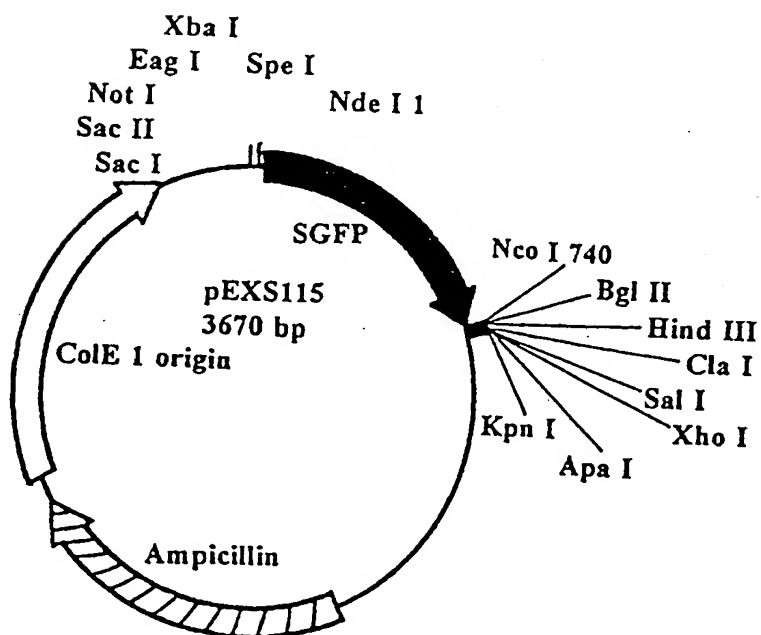 Xba I
Eag I
Spe I
Not I
Nde I 1
Sac II
Sac I
SGFP
Nco I 740
pEXS115
3670 bp
Bgl II
Hind III
ColE 1 origin
Cla I
Sal I
Kpn I
Xho I
Apa I
Ampicillin